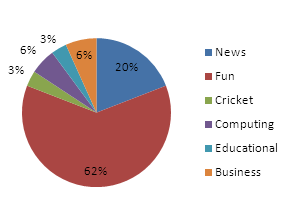 3%
6%
3%
6%
20%
62%
News
Fun
Cricket
Computing
Educational
Business